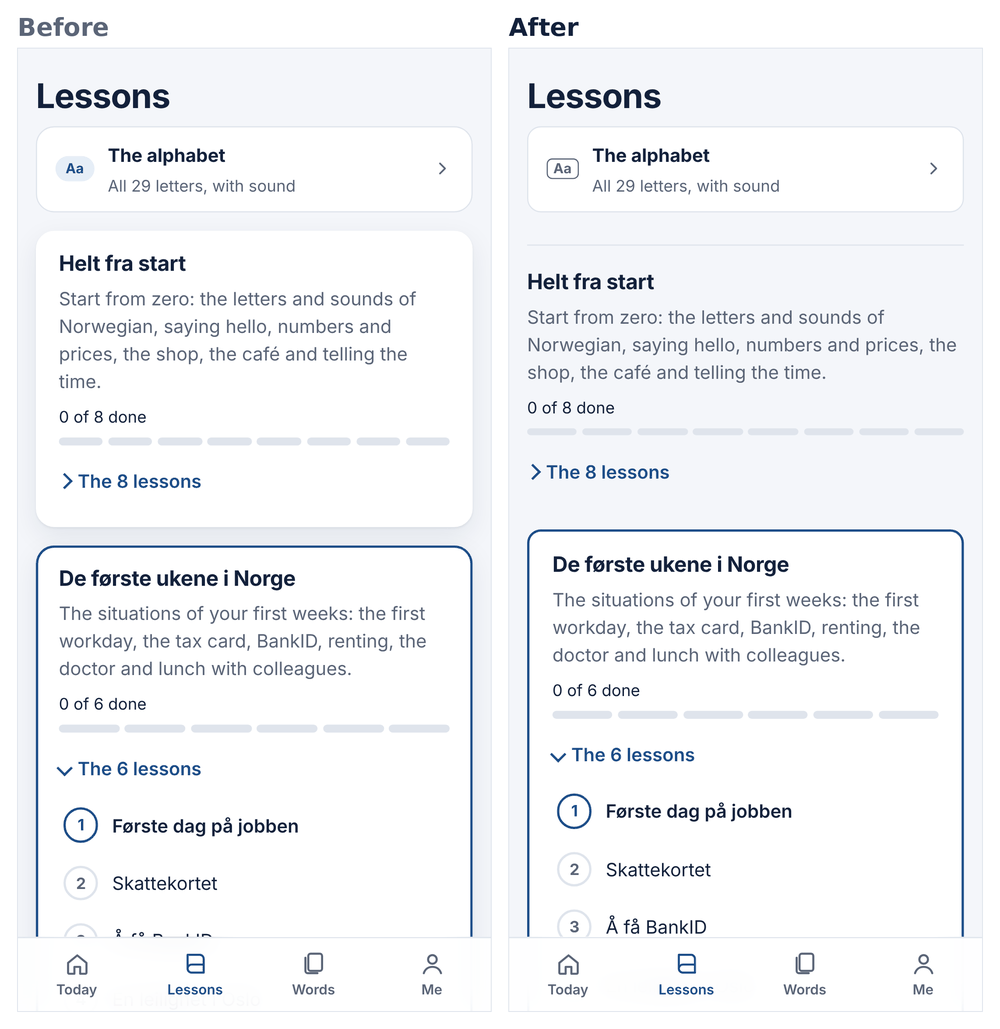 Before
Lessons
Aa
The alphabet
All 29 letters, with sound
Helt fra start
Start from zero: the letters and sounds of
Norwegian, saying hello, numbers and
prices, the shop, the café and telling the
time.
0 of 8 done
The 8 lessons
De første ukene i Norge
The situations of your first weeks: the first
workday, the tax card, BankID, renting, the
doctor and lunch with colleagues.
0 of 6 done
The 6 lessons
1 Første dag på jobben
2 Skattekortet
3 Å få BankID
Today Lessons Words Me
After
Lessons
Aa
The alphabet
All 29 letters, with sound
Helt fra start
Start from zero: the letters and sounds of
Norwegian, saying hello, numbers and prices, the
shop, the café and telling the time.
0 of 8 done
The 8 lessons
De første ukene i Norge
The situations of your first weeks: the first
workday, the tax card, BankID, renting, the
doctor and lunch with colleagues.
0 of 6 done
The 6 lessons
1 Første dag på jobben
2 Skattekortet
3 Å få BankID
Today Lessons Words Me